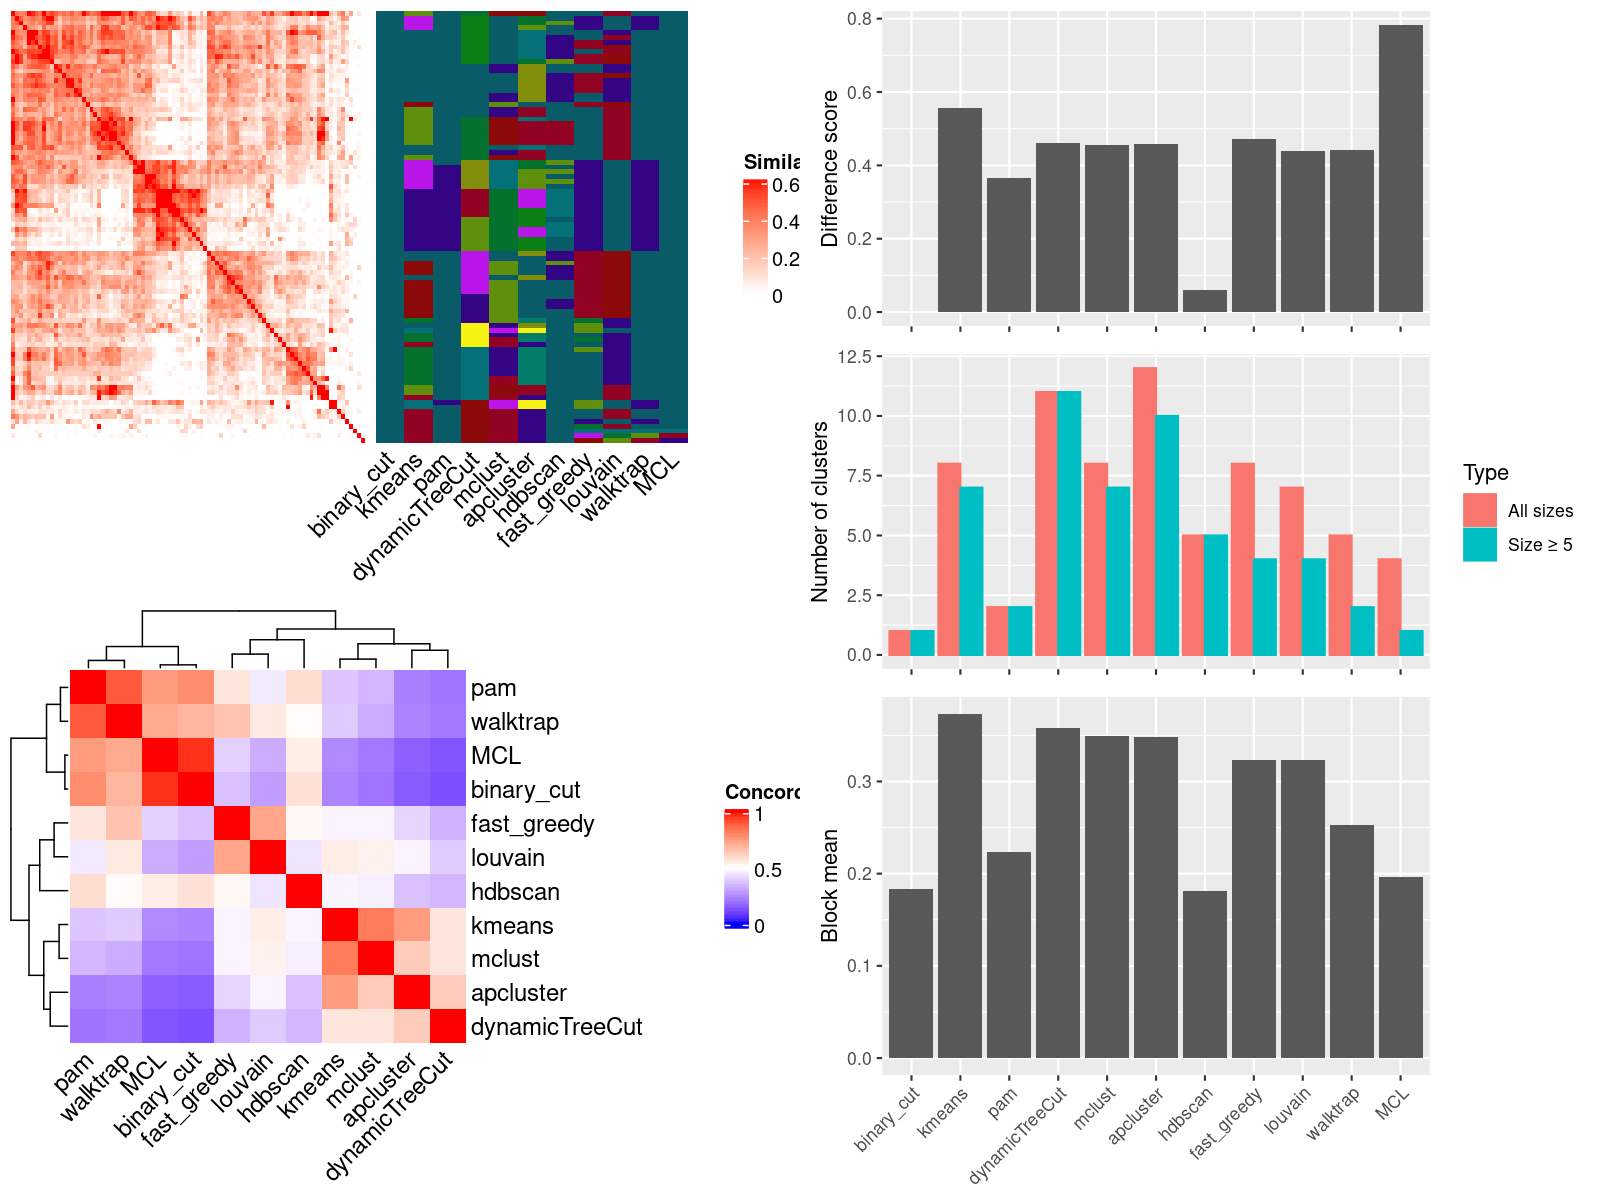 Simila
0.6
0.4
0.2
0
binary_cut
kmeans
pam
dynamicTreeCut
mclust
apcluster
hdbscan
fast_greedy
louvain
walktrap
MCL
pam
walktrap
MCL
binary_cut
fast_greedy
louvain
hdbscan
kmeans
mclust
apcluster
dynamicTreeCut
pam
walktrap
MCL
binary_cut
fast_greedy
louvain
hdbscan
kmeans
mclust
apcluster
dynamicTreeCut
Concord
1
0.5
0
Difference score
0.8
0.6
0.4
0.2
0.0
Number of clusters
12.5
10.0
7.5
5.0
2.5
0.0
Type
All sizes
Size ≥ 5
Block mean
0.3
0.2
0.1
0.0
binary_cut
kmeans
pam
dynamicTreeCut
mclust
apcluster
hdbscan
fast_greedy
louvain
walktrap
MCL